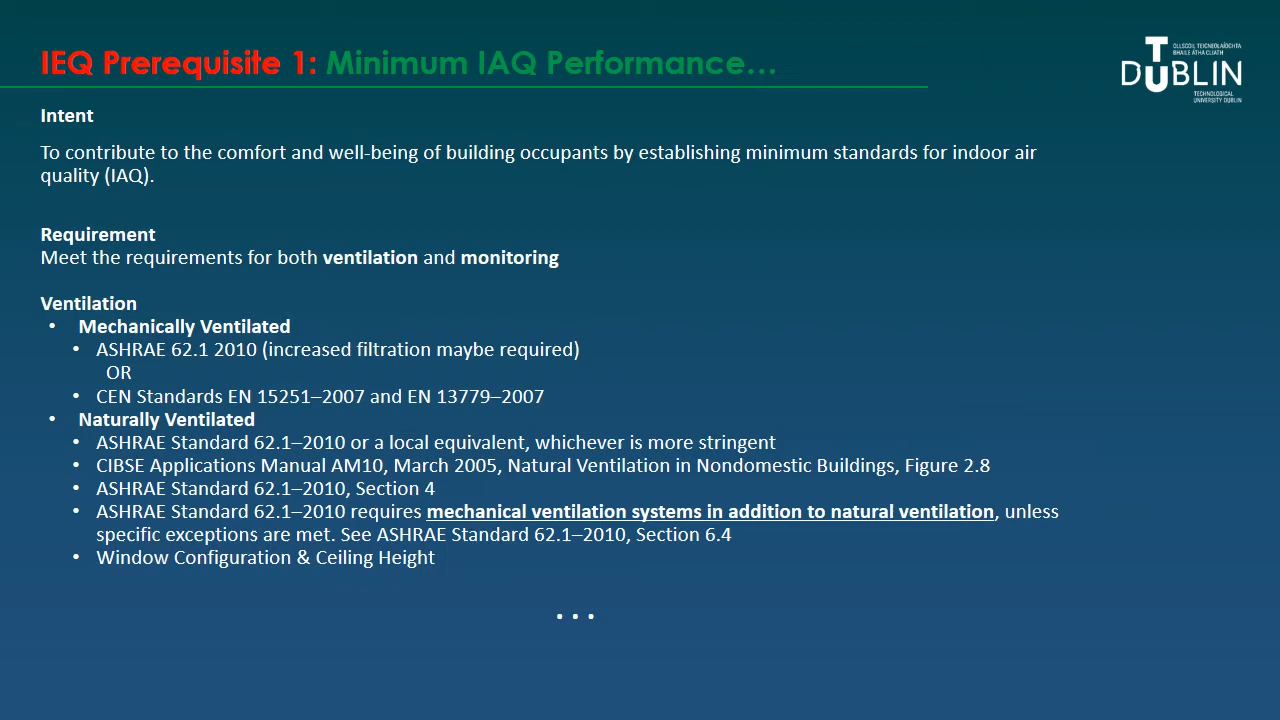 IEQ Prerequisite 1: Minimum IAQ Performance...
OLLSCOIL TEICNEOLAÍOCHTA
BHAILE ÁTHA CLIATH
TU DUBLIN
TECHNOLOGICAL
UNIVERSITY DUBLIN
Intent
To contribute to the comfort and well-being of building occupants by establishing minimum standards for indoor air
quality (IAQ).
Requirement
Meet the requirements for both ventilation and monitoring
Ventilation
• Mechanically Ventilated
• ASHRAE 62.1 2010 (increased filtration maybe required)
OR
• CEN Standards EN 15251–2007 and EN 13779–2007
• Naturally Ventilated
• ASHRAE Standard 62.1–2010 or a local equivalent, whichever is more stringent
• CIBSE Applications Manual AM10, March 2005, Natural Ventilation in Nondomestic Buildings, Figure 2.8
• ASHRAE Standard 62.1–2010, Section 4
• ASHRAE Standard 62.1–2010 requires mechanical ventilation systems in addition to natural ventilation, unless
specific exceptions are met. See ASHRAE Standard 62.1–2010, Section 6.4
• Window Configuration & Ceiling Height
...